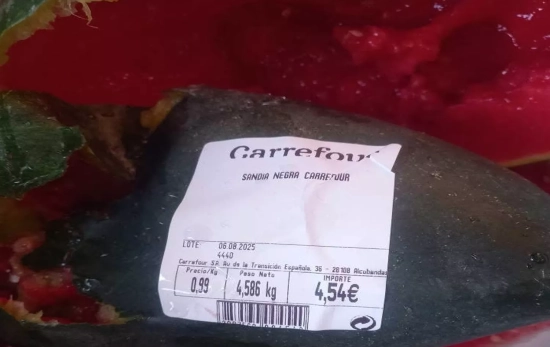 Carrefour
SANDIA NEGRA CARREFOUR
LOTE 06.08.2025
4440
Carrefour SA Av de la Transición Española, 36 - 28108 Alcobendas
Precio/Kg Peso Neto IMPORTE
0,99 4,586 kg 4,54€